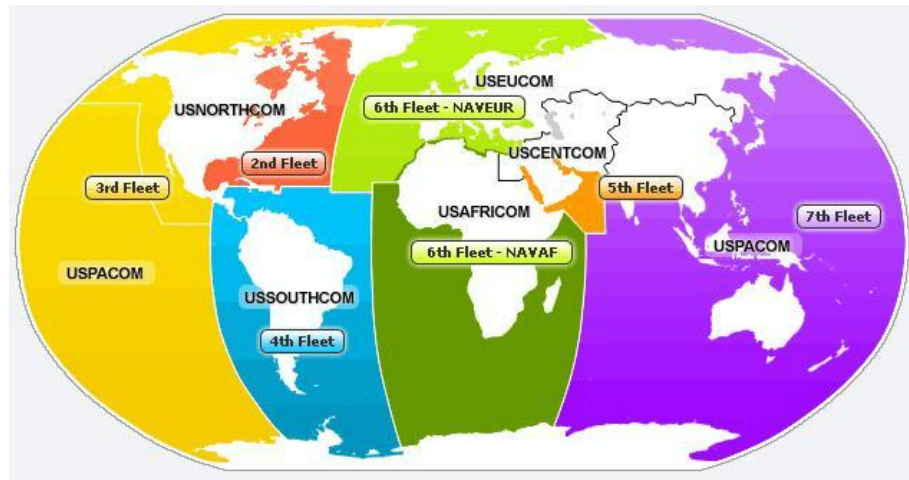 USEUCOM
USNORTHCOM
6th Fleet - NAVEUR
USCENTCOM
2nd Fleet
3rd Fleet
5th Fleet
USAFRICOM
7th Fleet
6th Fleet - NAVAF
USPACOM
USPACOM
USSOUTHCOM
4th Fleet